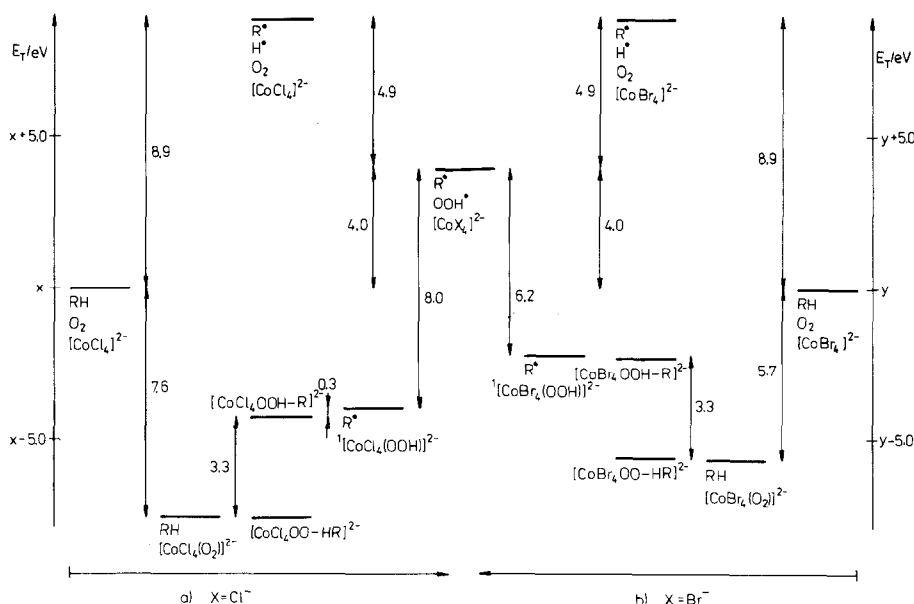 E_T/eV
x+5.0
x
x-5.0
8.9
7.6
R•
H•
O₂
[CoCl₄]²⁻
RH
O₂
[CoCl₄]²⁻
4.9
4.0
R•
OOH•
[CoX₄]²⁻
8.0
6.2
[CoCl₄OOH-R]²⁻
0.3
R•
¹[CoCl₄(OOH)]²⁻
3.3
RH
[CoCl₄(O₂)]²⁻
[CoCl₄OO-HR]²⁻
a) X=Cl⁻
4.9
R•
H•
O₂
[CoBr₄]²⁻
4.0
8.9
E_T/eV
y+5.0
y
y-5.0
RH
O₂
[CoBr₄]²⁻
5.7
R•
¹[CoBr₄(OOH)]²⁻
[CoBr₄OOH-R]²⁻
3.3
[CoBr₄OO-HR]²⁻
RH
[CoBr₄(O₂)]²⁻
b) X=Br⁻